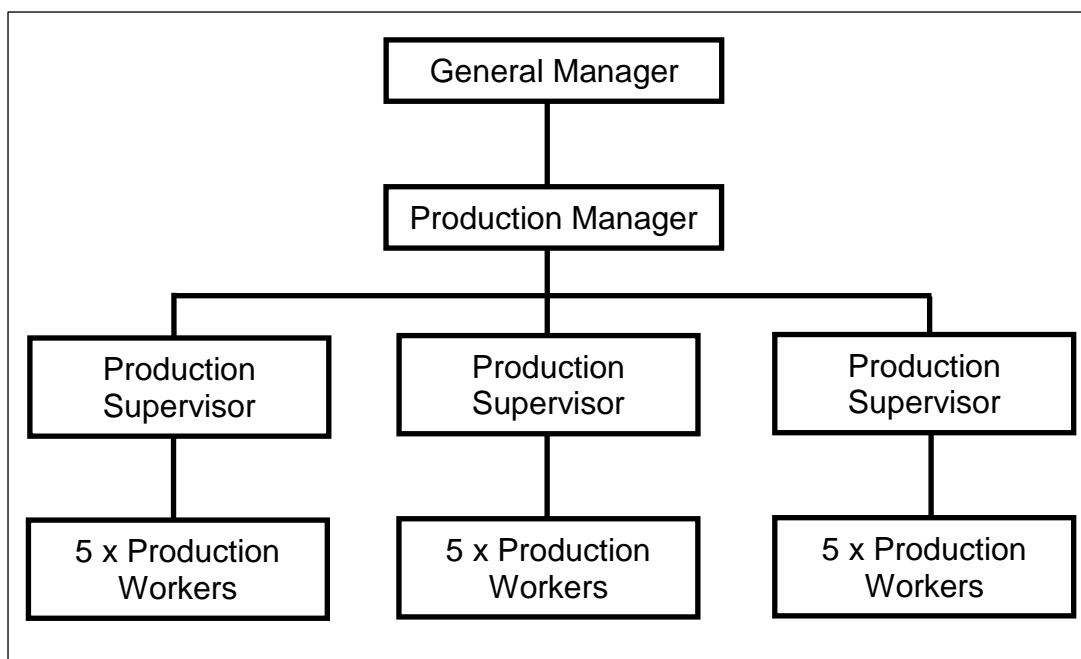 General Manager
Production Manager
Production
Supervisor
Production
Supervisor
Production
Supervisor
5 x Production
Workers
5 x Production
Workers
5 x Production
Workers